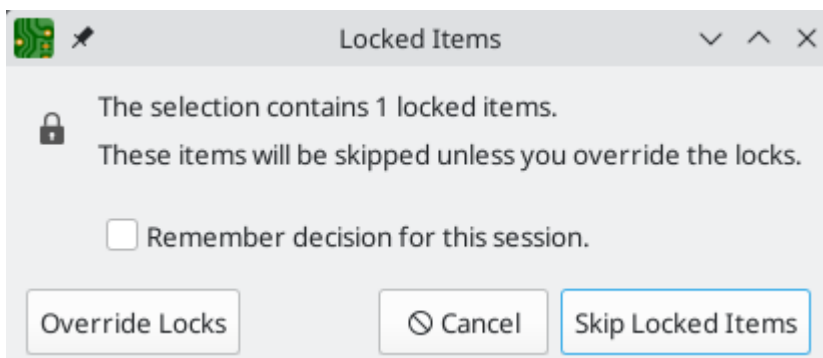 Locked Items
The selection contains 1 locked items.
These items will be skipped unless you override the locks.
Remember decision for this session.
Override Locks
Cancel
Skip Locked Items